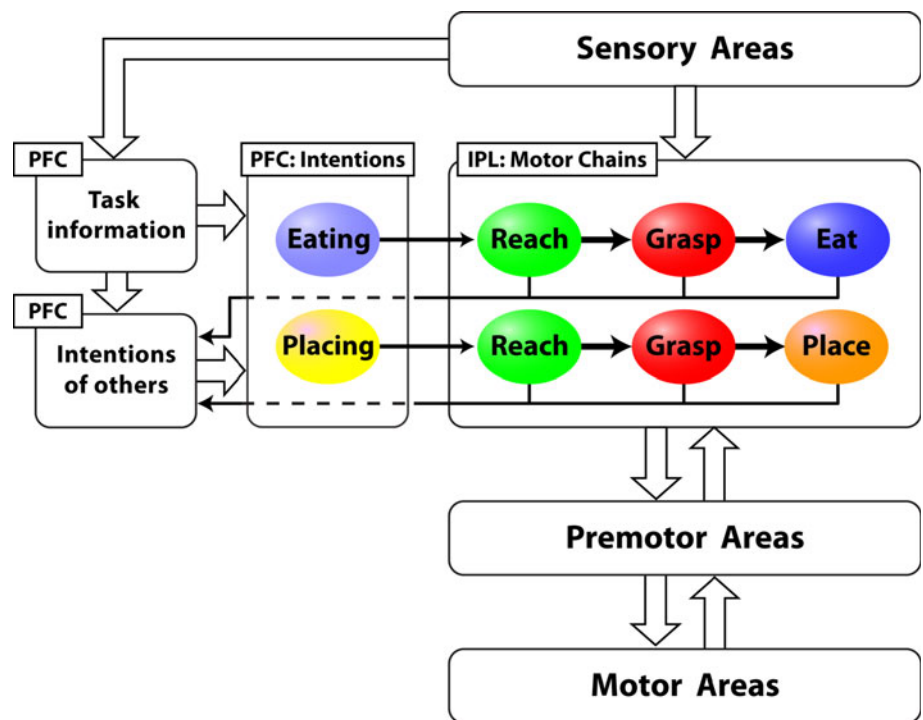 Sensory Areas
PFC
PFC: Intentions
IPL: Motor Chains
Task
information
Eating
Reach
Grasp
Eat
PFC
Intentions
of others
Placing
Reach
Grasp
Place
Premotor Areas
Motor Areas